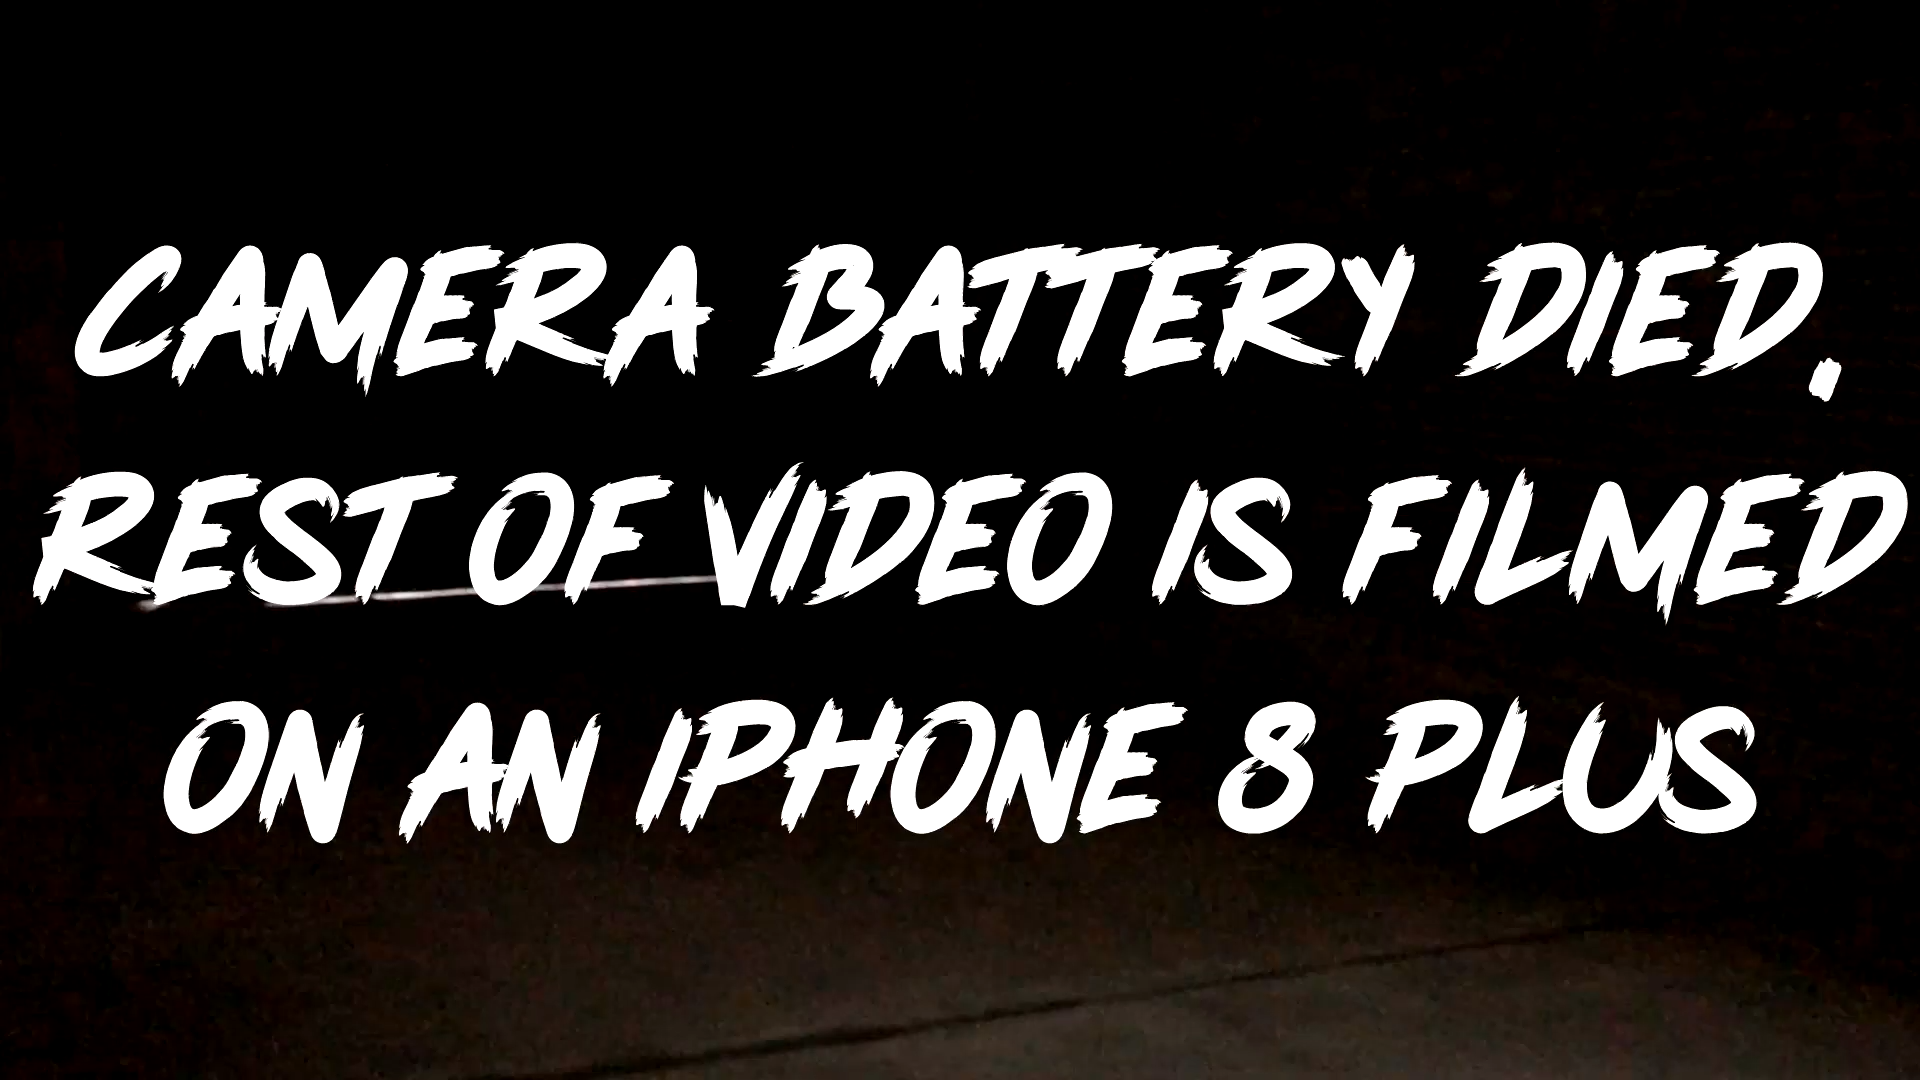 CAMERA BATTERY DIED.
REST OF VIDEO IS FILMED
ON AN IPHONE 8 PLUS